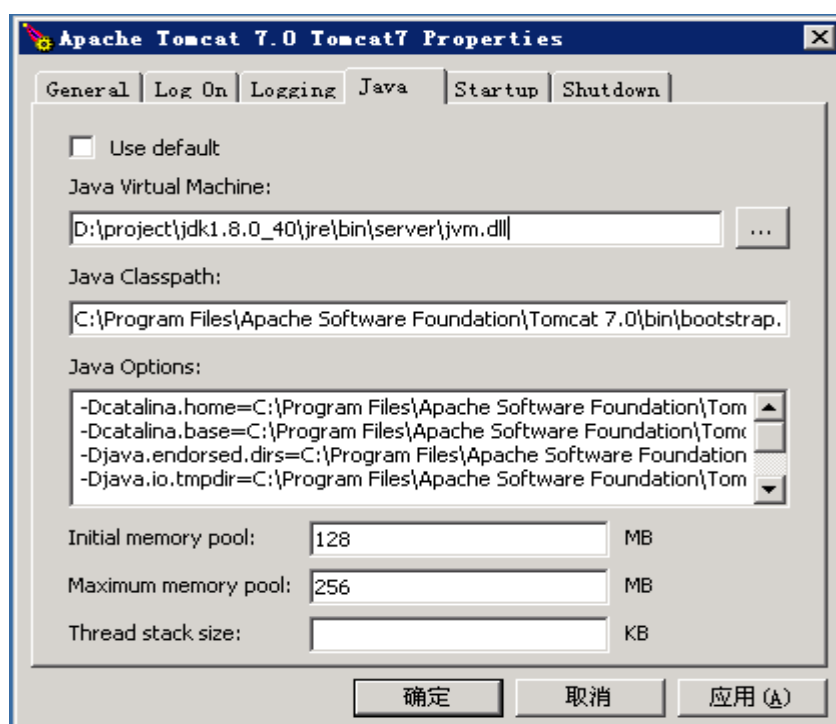 Apache Tomcat 7.0 Tomcat7 Properties
General Log On Logging Java Startup Shutdown
Use default
Java Virtual Machine:
D:\project\jdk1.8.0_40\jre\bin\server\jvm.dll
...
Java Classpath:
C:\Program Files\Apache Software Foundation\Tomcat 7.0\bin\bootstrap.
Java Options:
-Dcatalina.home=C:\Program Files\Apache Software Foundation\Tom
-Dcatalina.base=C:\Program Files\Apache Software Foundation\Tomc
-Djava.endorsed.dirs=C:\Program Files\Apache Software Foundation
-Djava.io.tmpdir=C:\Program Files\Apache Software Foundation\Tom
Initial memory pool: 128 MB
Maximum memory pool: 256 MB
Thread stack size: KB
确定 取消 应用(A)